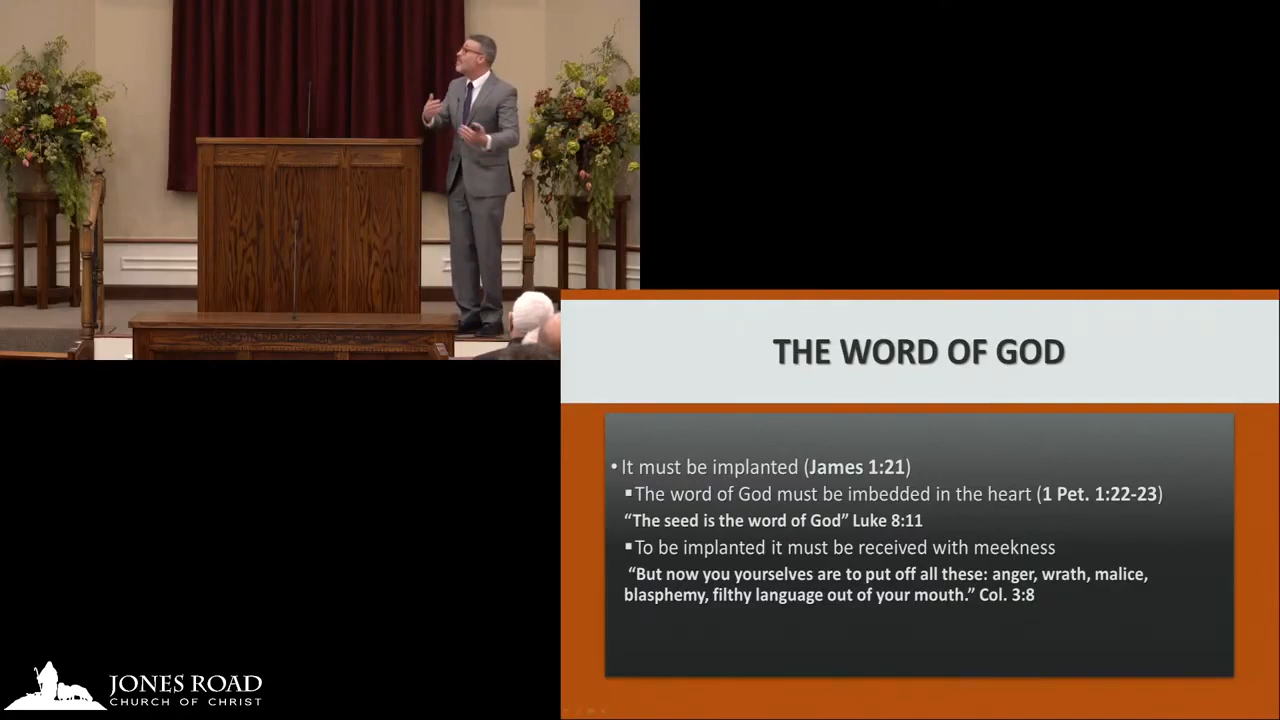 THE WORD OF GOD
• It must be implanted (James 1:21)
▪The word of God must be imbedded in the heart (1 Pet. 1:22-23)
“The seed is the word of God” Luke 8:11
▪To be implanted it must be received with meekness
“But now you yourselves are to put off all these: anger, wrath, malice,
blasphemy, filthy language out of your mouth.” Col. 3:8
JONES ROAD
CHURCH OF CHRIST